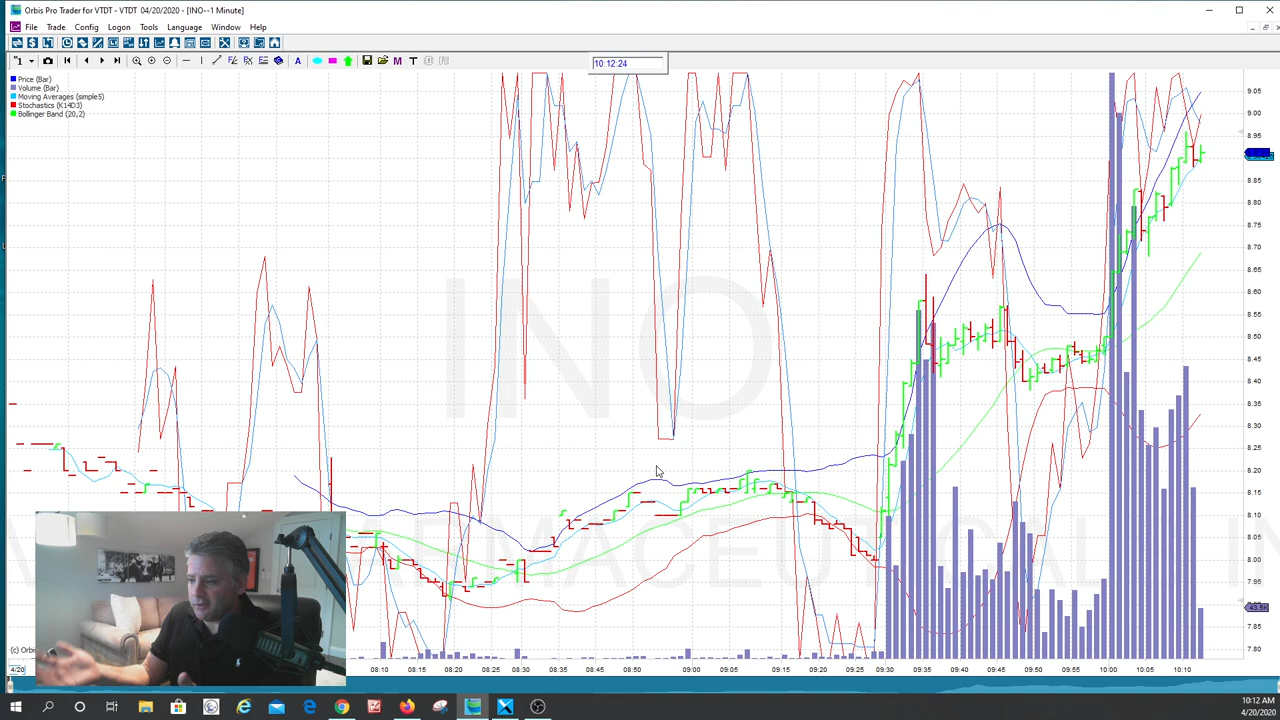 Orbis Pro Trader for VTDT - VTDT 04/20/2020 - [INO--1 Minute]
File Trade Config Logon Tools Language Window Help
10:12:24
Price (Bar)
Volume (Bar)
Moving Averages (simple5)
Stochastics (K14D3)
Bollinger Band (20,2)
9.05
9.00
8.95
8.85
8.80
8.75
8.70
8.65
8.60
8.55
8.50
8.45
8.40
8.35
8.30
8.25
8.20
8.15
8.10
8.05
8.00
7.95
7.85
7.80
INO
43.5K
(c) Orbis
4/20
08:10 08:15 08:20 08:25 08:30 08:35 08:45 08:50 09:00 09:05 09:10 09:15 09:20 09:25 09:30 09:35 09:40 09:45 09:50 09:55 10:00 10:05 10:10
10:12 AM
4/20/2020